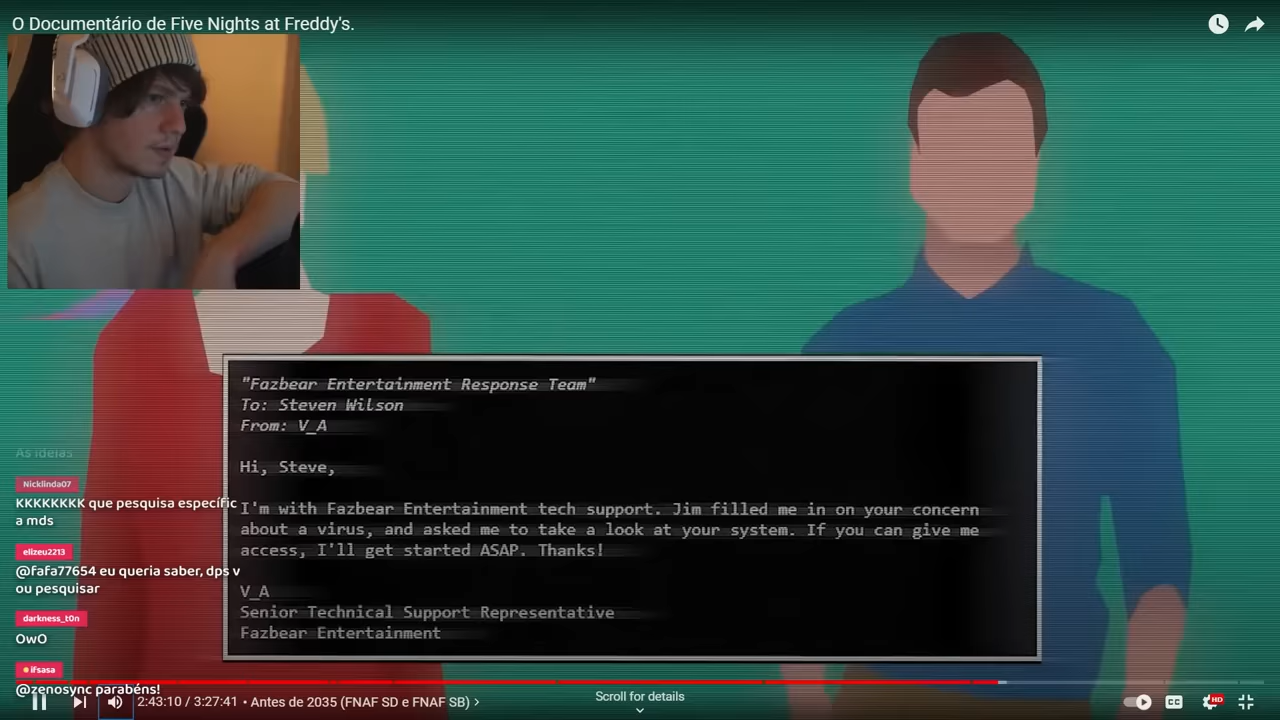 O Documentário de Five Nights at Freddy's.
"Fazbear Entertainment Response Team"
To: Steven Wilson
From: V_A
Hi, Steve,
I'm with Fazbear Entertainment tech support. Jim filled me in on your concern
about a virus, and asked me to take a look at your system. If you can give me
access, I'll get started ASAP. Thanks!
V_A
Senior Technical Support Representative
Fazbear Entertainment
As ideias
Nicklinda07
KKKKKKKK que pesquisa específic
a mds
elizeu2213
@fafa77654 eu queria saber, dps v
ou pesquisar
darkness_t0n
OwO
ifsasa
@zenosync parabéns!
2:43:10 / 3:27:41 • Antes de 2035 (FNAF SD e FNAF SB)
Scroll for details
CC
HD